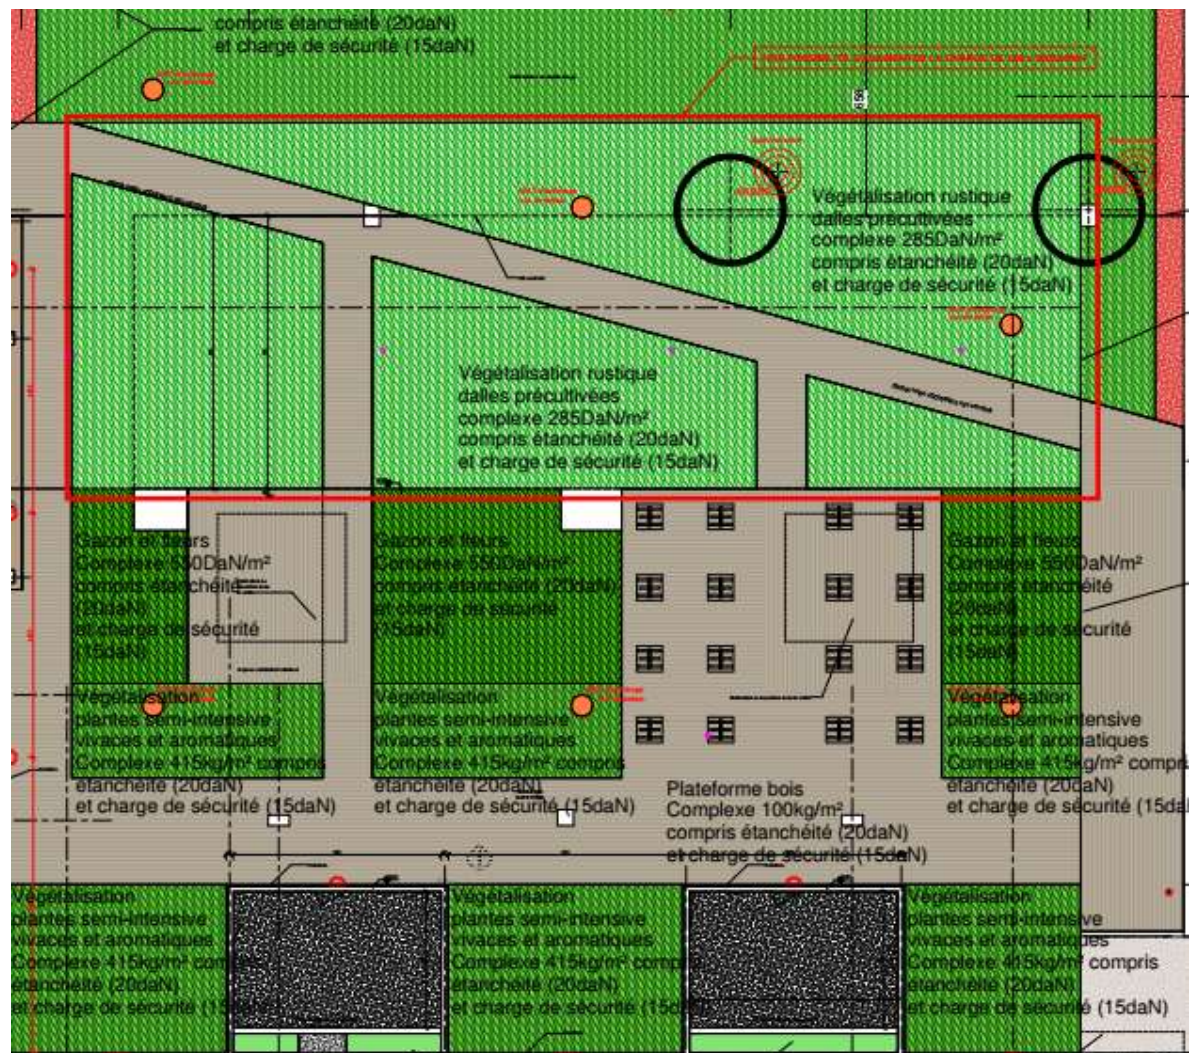 compris étanchéité (20daN)
et charge de sécurité (15daN)
658
Végétalisation rustique
dalles précultivées
complexe 285DaN/m²
compris étanchéité (20daN)
et charge de sécurité (15daN)
Végétalisation rustique
dalles précultivées
complexe 285DaN/m²
compris étanchéité (20daN)
et charge de sécurité (15daN)
Gazon et fleurs
Complexe 550DaN/m²
compris étanchéité
(20daN)
et charge de sécurité
(15daN)
Gazon et fleurs
Complexe 550DaN/m²
compris étanchéité (20daN)
et charge de sécurité
(15daN)
Gazon et fleurs
Complexe 550DaN/m²
compris étanchéité
(20daN)
et charge de sécurité
(15daN)
Végétalisation
plantes semi-intensive
vivaces et aromatiques
Complexe 415kg/m² compris
étanchéité (20daN)
et charge de sécurité (15daN)
Végétalisation
plantes semi-intensive
vivaces et aromatiques
Complexe 415kg/m² compris
étanchéité (20daN)
et charge de sécurité (15daN)
Végétalisation
plantes semi-intensive
vivaces et aromatiques
Complexe 415kg/m² compri
étanchéité (20daN)
et charge de sécurité (15da
Plateforme bois
Complexe 100kg/m²
compris étanchéité (20daN)
et charge de sécurité (15daN)
Végétalisation
plantes semi-intensive
vivaces et aromatiques
Complexe 415kg/m² compris
étanchéité (20daN)
et charge de sécurité (15daN)
Végétalisation
plantes semi-intensive
vivaces et aromatiques
Complexe 415kg/m² compris
étanchéité (20daN)
et charge de sécurité (15daN)
Végétalisation
plantes semi-intensive
vivaces et aromatiques
Complexe 415kg/m² compris
étanchéité (20daN)
et charge de sécurité (15daN)